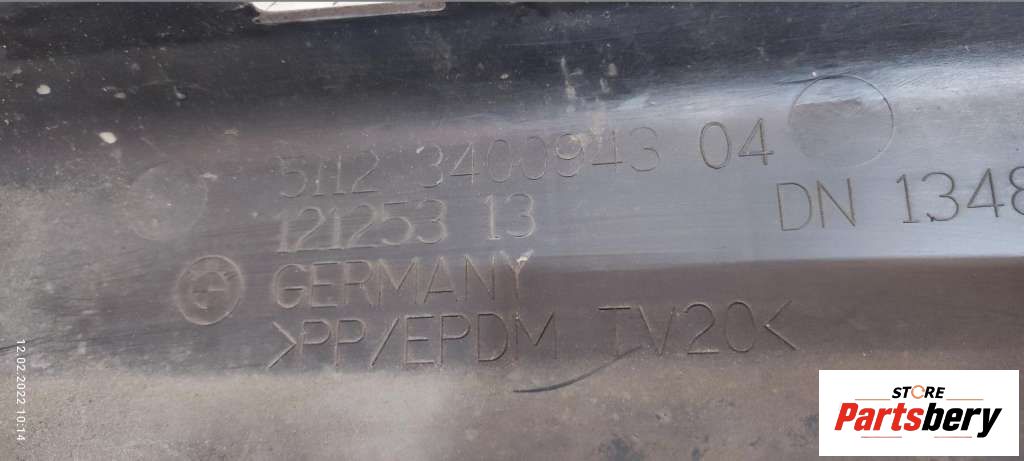 5112 3400943 04
121253 13
DN 1348
GERMANY
>PP/EPDM TV20<
12.02.2022 10:14
STORE
Partsbery